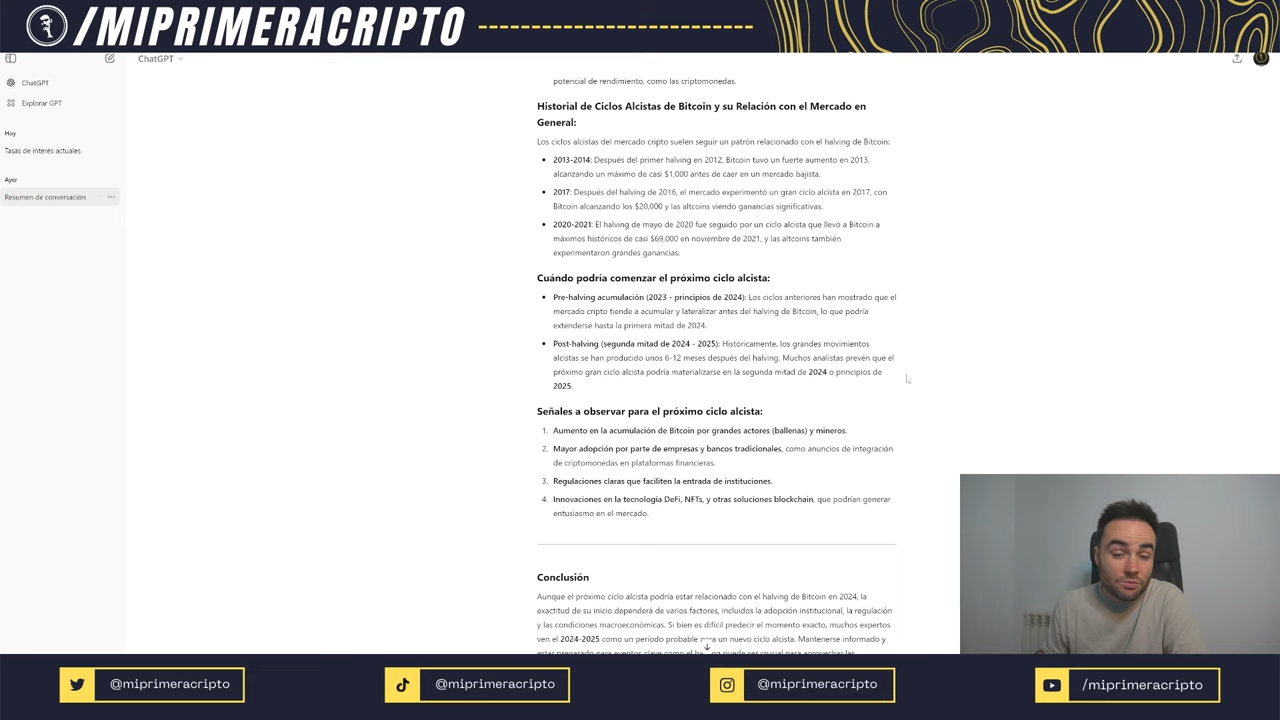 /MIPRIMERACRIPTO
ChatGPT
ChatGPT
Explorar GPT
Hoy
Tasas de interés actuales
Ayer
Resumen de conversación
potencial de rendimiento, como las criptomonedas.
Historial de Ciclos Alcistas de Bitcoin y su Relación con el Mercado en
General:
Los ciclos alcistas del mercado cripto suelen seguir un patrón relacionado con el halving de Bitcoin:
2013-2014: Después del primer halving en 2012, Bitcoin tuvo un fuerte aumento en 2013,
alcanzando un máximo de casi $1,000 antes de caer en un mercado bajista.
2017: Después del halving de 2016, el mercado experimentó un gran ciclo alcista en 2017, con
Bitcoin alcanzando los $20,000 y las altcoins viendo ganancias significativas.
2020-2021: El halving de mayo de 2020 fue seguido por un ciclo alcista que llevó a Bitcoin a
máximos históricos de casi $69,000 en noviembre de 2021, y las altcoins también
experimentaron grandes ganancias.
Cuándo podría comenzar el próximo ciclo alcista:
Pre-halving acumulación (2023 - principios de 2024): Los ciclos anteriores han mostrado que el
mercado cripto tiende a acumular y lateralizar antes del halving de Bitcoin, lo que podría
extenderse hasta la primera mitad de 2024.
Post-halving (segunda mitad de 2024 - 2025): Históricamente, los grandes movimientos
alcistas se han producido unos 6-12 meses después del halving. Muchos analistas prevén que el
próximo gran ciclo alcista podría materializarse en la segunda mitad de 2024 o principios de
2025.
Señales a observar para el próximo ciclo alcista:
1. Aumento en la acumulación de Bitcoin por grandes actores (ballenas) y mineros.
2. Mayor adopción por parte de empresas y bancos tradicionales, como anuncios de integración
de criptomonedas en plataformas financieras.
3. Regulaciones claras que faciliten la entrada de instituciones.
4. Innovaciones en la tecnología DeFi, NFTs, y otras soluciones blockchain, que podrían generar
entusiasmo en el mercado.
Conclusión
Aunque el próximo ciclo alcista podría estar relacionado con el halving de Bitcoin en 2024, la
exactitud de su inicio dependerá de varios factores, incluidos la adopción institucional, la regulación
y las condiciones macroeconómicas. Si bien es difícil predecir el momento exacto, muchos expertos
ven el 2024-2025 como un período probable para un nuevo ciclo alcista. Mantenerse informado y
estar preparado para eventos clave como el halving puede ser crucial para aprovechar las
@miprimeracripto
@miprimeracripto
@miprimeracripto
/miprimeracripto